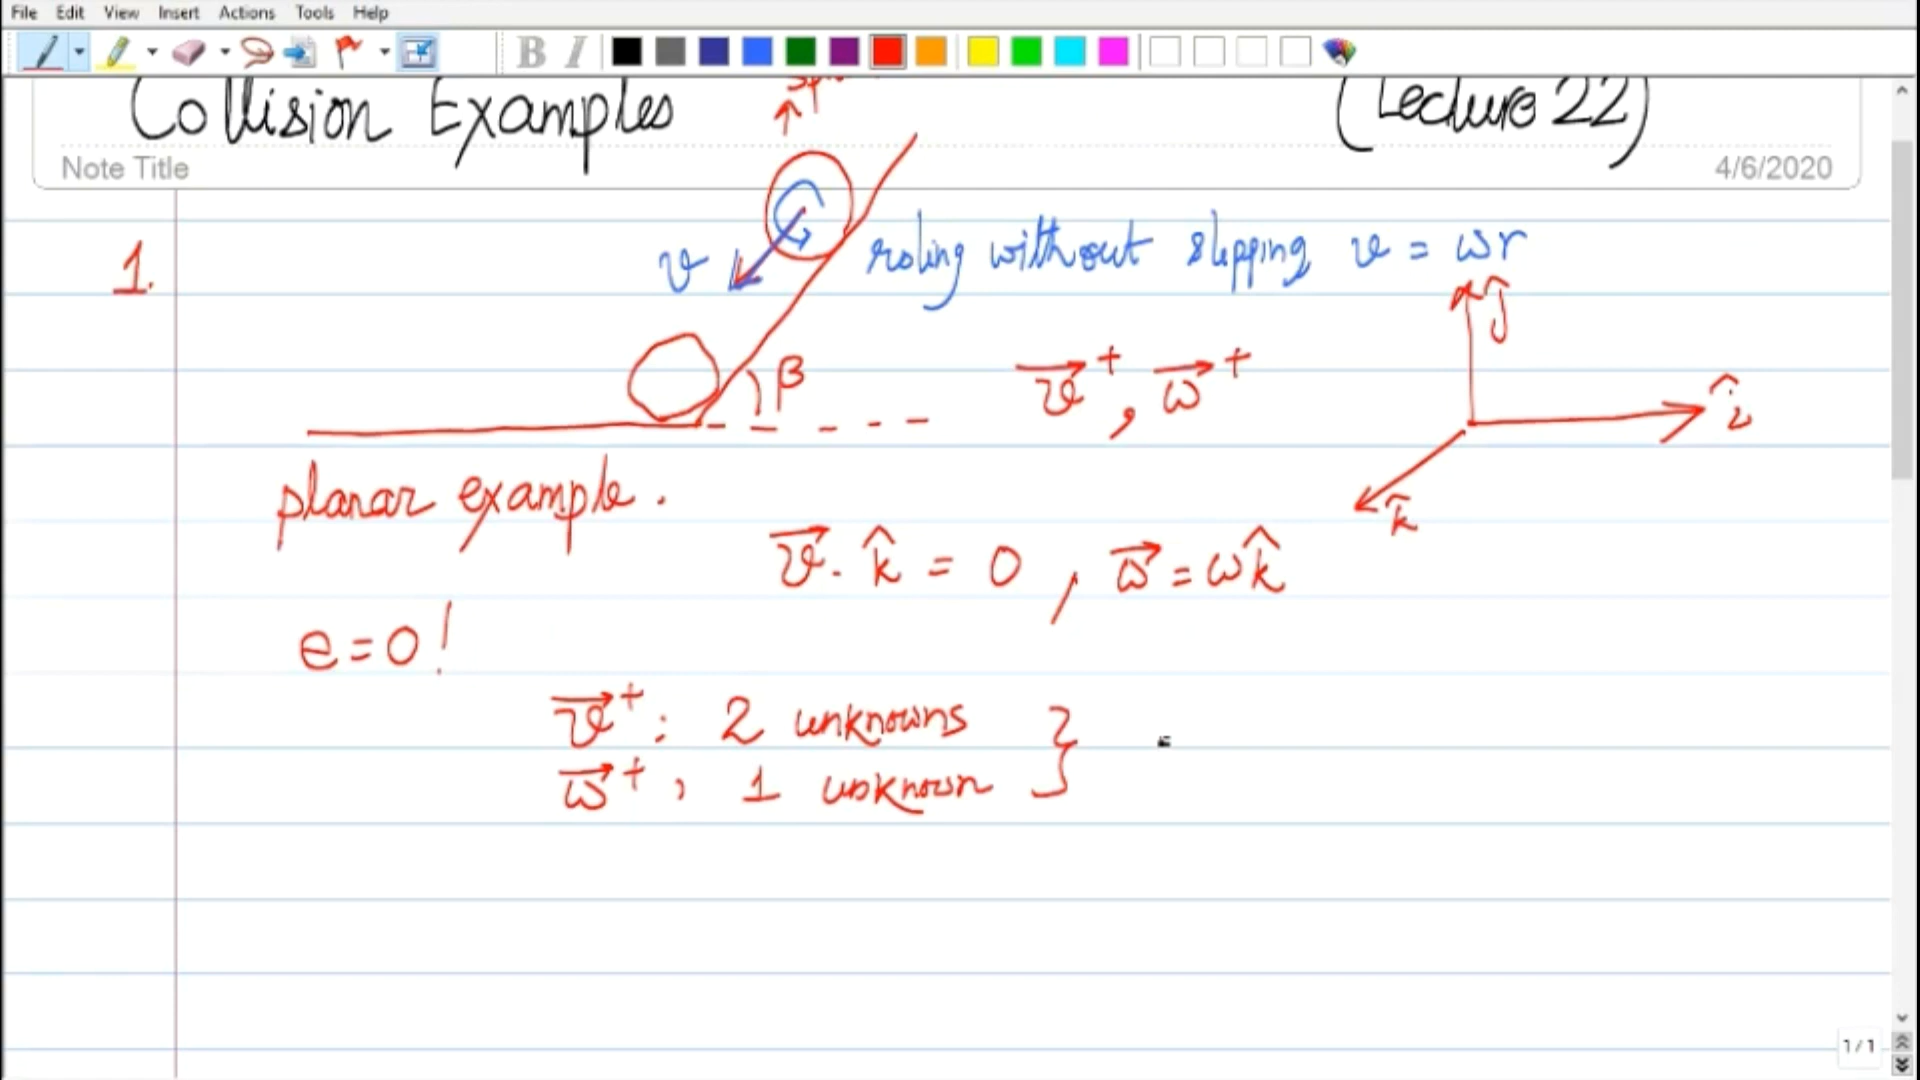 File Edit View Insert Actions Tools Help
B I
Collision Examples (Lecture 22)
Note Title 4/6/2020
1.
v roling without slipping v = ωr
ĵ
β v⃗⁺, ω⃗⁺ î
planar example. k̂
v⃗ . k̂ = 0 , ω⃗ = ωk̂
e = 0!
v⃗⁺ : 2 unknowns }
ω⃗⁺ , 1 unknown
1 / 1